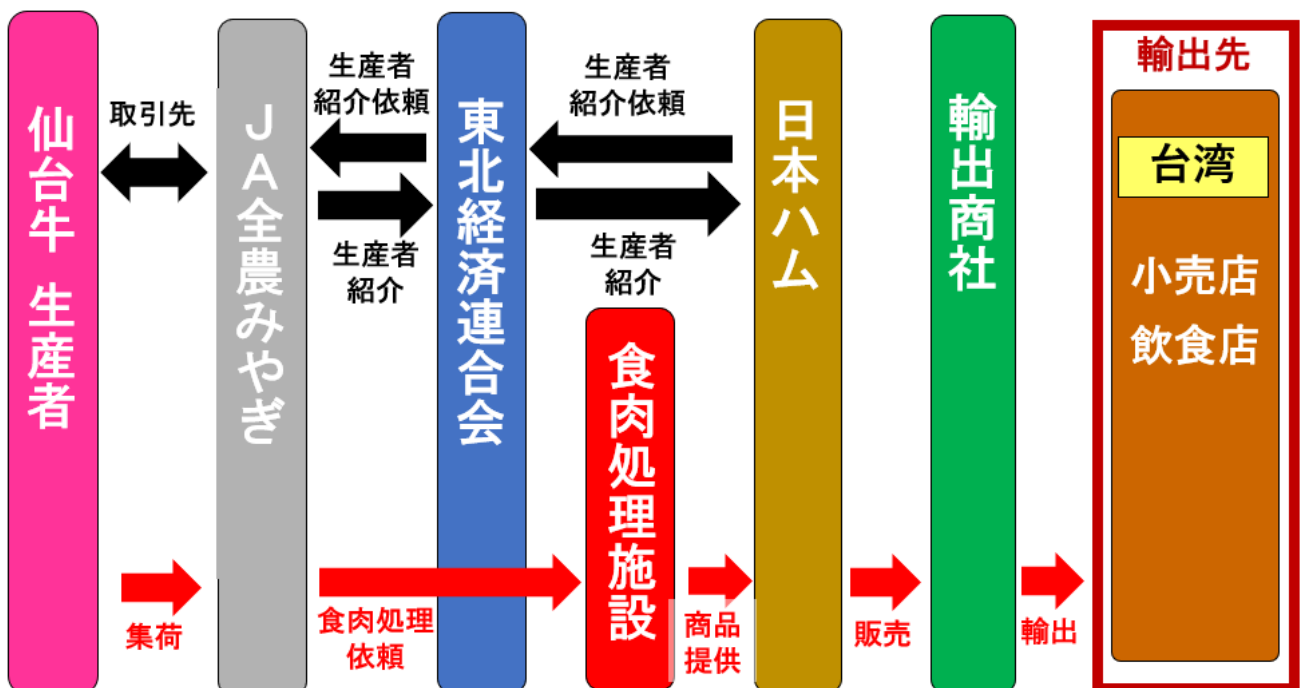 仙台牛 生産者
取引先
JA全農みやぎ
生産者
紹介依頼
生産者
紹介
東北経済連合会
生産者
紹介依頼
生産者
紹介
食肉処理施設
日本ハム
輸出商社
輸出先
台湾
小売店
飲食店
集荷
食肉処理
依頼
商品
提供
販売
輸出